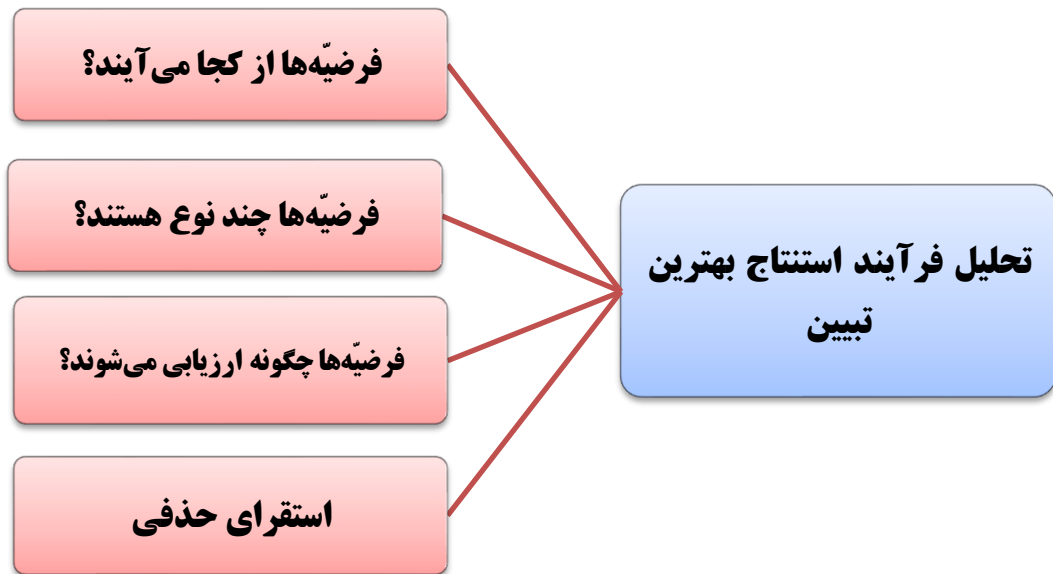 تحلیل فرآیند استنتاج بهترین
تبیین
فرضیّه‌ها از کجا می‌آیند؟
فرضیّه‌ها چند نوع هستند؟
فرضیّه‌ها چگونه ارزیابی می‌شوند؟
استقرای حذفی